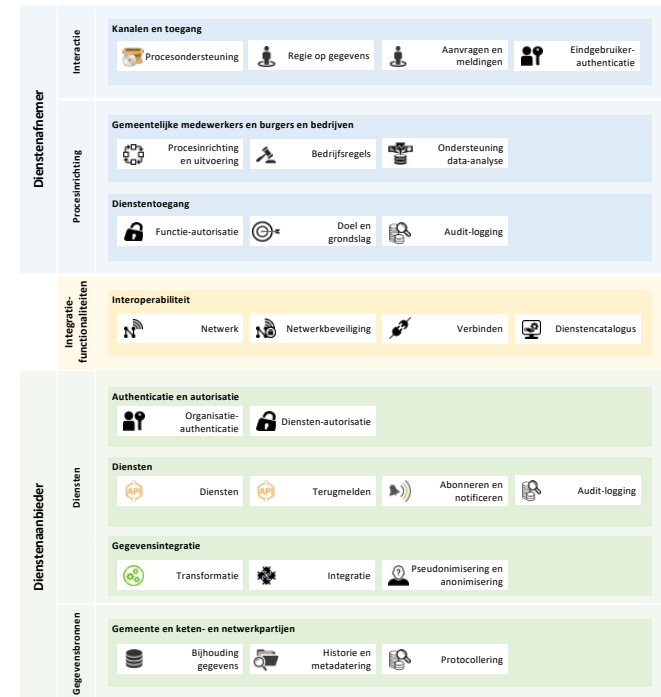 Dienstenafnemer
Interactie
Kanalen en toegang
Procesondersteuning
Regie op gegevens
Aanvragen en
meldingen
Eindgebruiker-
authenticatie
Procesinrichting
Gemeentelijke medewerkers en burgers en bedrijven
Procesinrichting
en uitvoering
Bedrijfsregels
Ondersteuning
data-analyse
Dienstentoegang
Functie-autorisatie
Doel en
grondslag
Audit-logging
Integratie-
functionaliteiten
Interoperabiliteit
Netwerk
Netwerkbeveiliging
Verbinden
Dienstencatalogus
Dienstenaanbieder
Diensten
Authenticatie en autorisatie
Organisatie-
authenticatie
Diensten-autorisatie
Diensten
API
Diensten
API
Terugmelden
Abonneren en
notificeren
Audit-logging
Gegevensintegratie
Transformatie
Integratie
Pseudonimisering en
anonimisering
Gegevensbronnen
Gemeente en keten- en netwerkpartijen
Bijhouding
gegevens
Historie en
metadatering
Protocollering